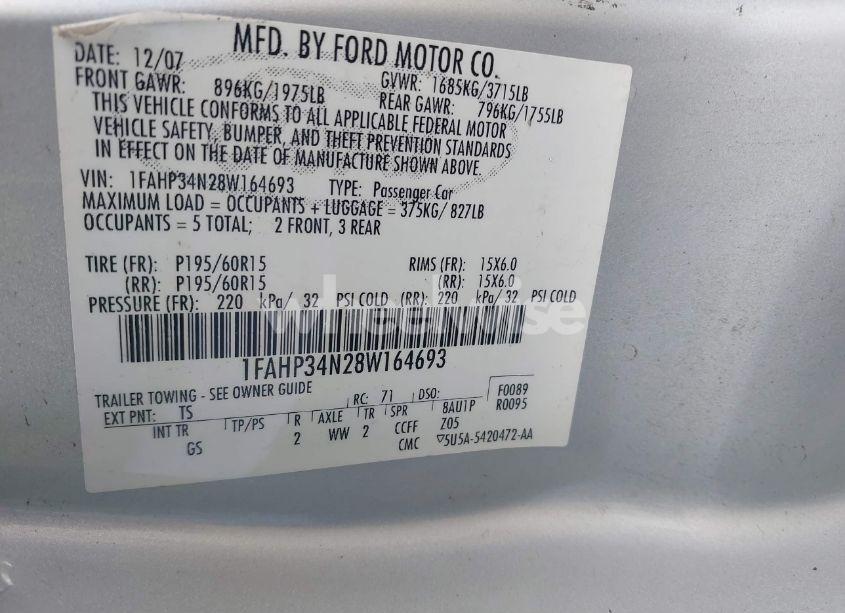 MFD. BY FORD MOTOR CO.
DATE: 12/07 GVWR: 1685KG/3715LB
FRONT GAWR: 896KG/1975LB REAR GAWR: 796KG/1755LB
THIS VEHICLE CONFORMS TO ALL APPLICABLE FEDERAL MOTOR
VEHICLE SAFETY, BUMPER, AND THEFT PREVENTION STANDARDS
IN EFFECT ON THE DATE OF MANUFACTURE SHOWN ABOVE.
VIN: 1FAHP34N28W164693 TYPE: Passenger Car
MAXIMUM LOAD = OCCUPANTS + LUGGAGE = 375KG/ 827LB
OCCUPANTS = 5 TOTAL; 2 FRONT, 3 REAR
TIRE (FR): P195/60R15 RIMS (FR): 15X6.0
(RR): P195/60R15 (RR): 15X6.0
PRESSURE (FR): 220 kPa/ 32 PSI COLD (RR): 220 kPa/ 32 PSI COLD
wheelwise
1FAHP34N28W164693
TRAILER TOWING - SEE OWNER GUIDE
EXT PNT: TS RC: 71 DSO: F0089
INT TR TP/PS R AXLE TR SPR 8AU1P R0095
GS 2 WW 2 CCFF Z05
CMC ▽5U5A-5420472-AA